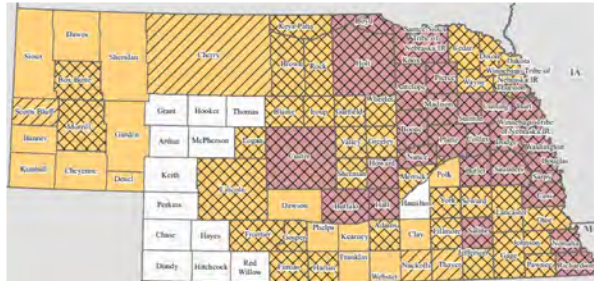 Boyd
Keya Paha
Dawes
Cedar
Sioux
Sheridan
Cherry
Holt
Knox
Dixon
Dakota
Box Butte
Brown
Rock
Antelope
Pierce
Wayne
IA
Scotts Bluff
Grant
Hooker
Thomas
Blaine
Loup
Garfield
Wheeler
Madison
Stanton
Cuming
Burt
Morrill
Banner
Garden
Arthur
McPherson
Logan
Custer
Valley
Greeley
Boone
Platte
Colfax
Dodge
Washington
Kimball
Cheyenne
Deuel
Keith
Lincoln
Sherman
Howard
Nance
Merrick
Polk
Butler
Saunders
Douglas
Sarpy
Perkins
Dawson
Buffalo
Hall
Hamilton
York
Seward
Lancaster
Cass
Otoe
Chase
Hayes
Frontier
Gosper
Phelps
Kearney
Adams
Clay
Fillmore
Saline
Johnson
Nemaha
Dundy
Hitchcock
Red
Willow
Furnas
Harlan
Franklin
Webster
Nuckolls
Thayer
Jefferson
Gage
Pawnee
Richardson